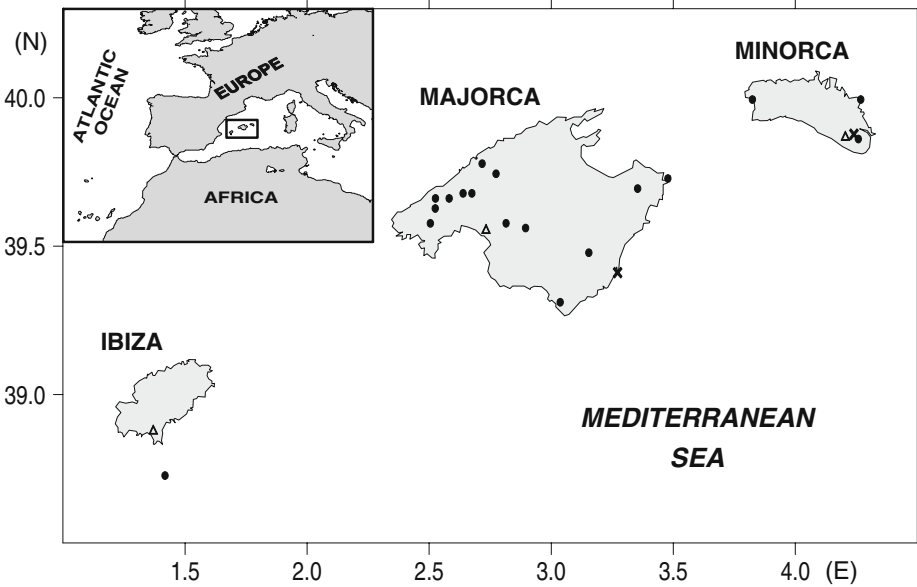 (N)
40.0
39.5
39.0
ATLANTIC
OCEAN
EUROPE
AFRICA
MAJORCA
MINORCA
IBIZA
MEDITERRANEAN
SEA
1.5 2.0 2.5 3.0 3.5 4.0 (E)